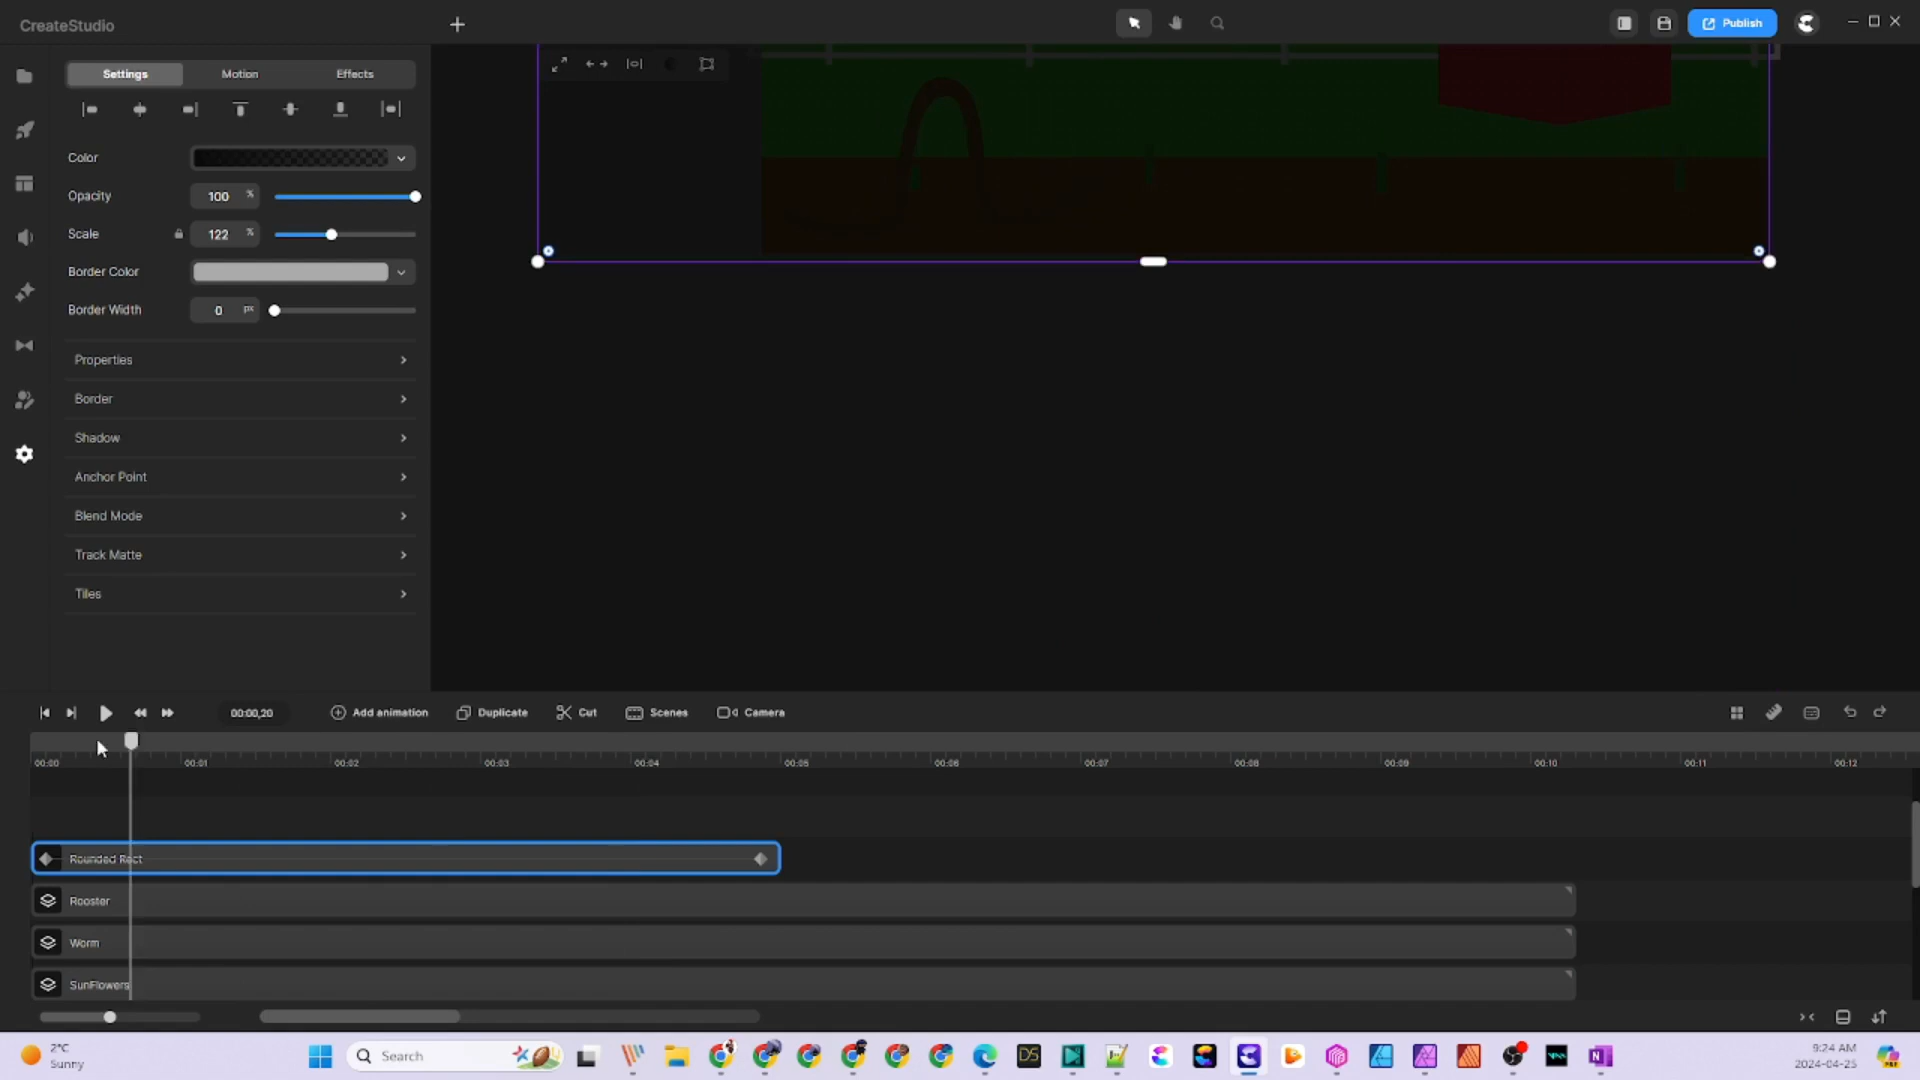 CreateStudio
Publish
Settings Motion Effects
Color
Opacity 100 %
Scale 122 %
Border Color
Border Width 0 px
Properties
Border
Shadow
Anchor Point
Blend Mode
Track Matte
Tiles
00:00,20 Add animation Duplicate Cut Scenes Camera
00:00 00:01 00:02 00:03 00:04 00:05 00:06 00:07 00:08 00:09 00:10 00:11 00:12
Rounded Rect
Rooster
Worm
SunFlowers
2°C
Sunny
Search
DS
9:24 AM
2024-04-25